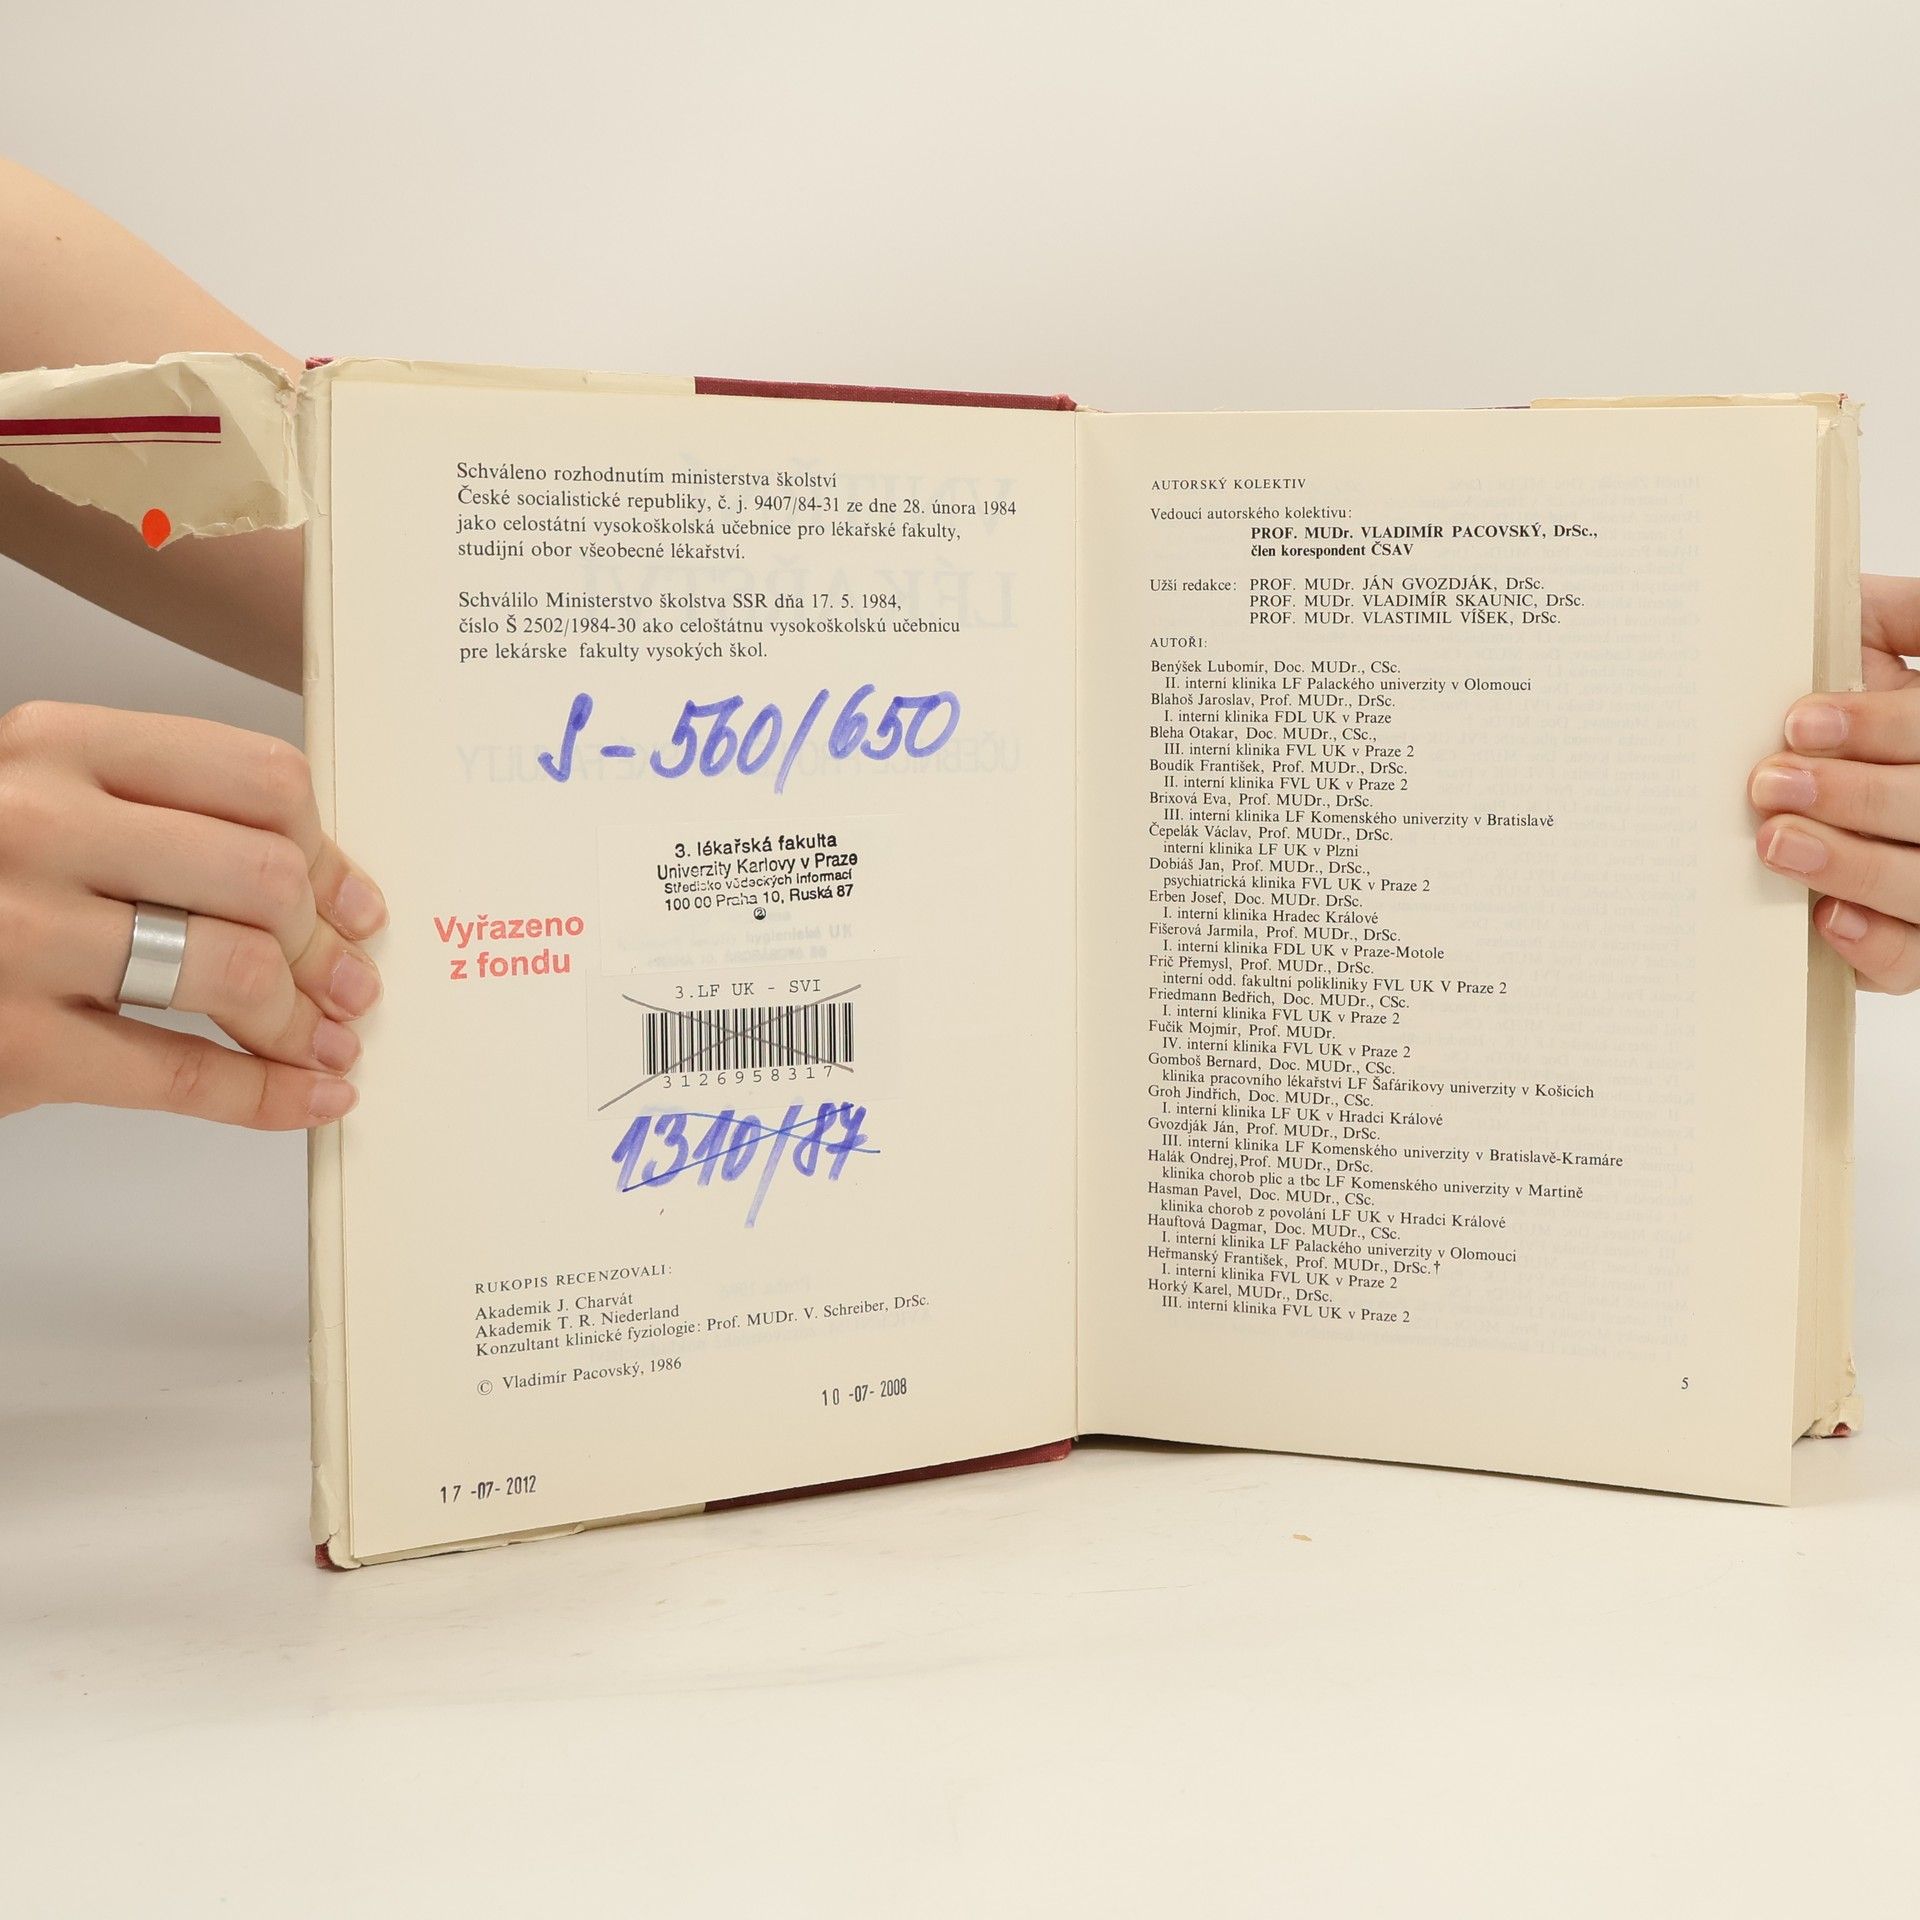 Schváleno rozhodnutím ministerstva školství
České socialistické republiky, č. j. 9407/84-31 ze dne 28. února 1984
jako celostátní vysokoškolská učebnice pro lékařské fakulty,
studijní obor všeobecné lékařství.
Schválilo Ministerstvo školstva SSR dňa 17. 5. 1984,
číslo Š 2502/1984-30 ako celoštátnu vysokoškolskú učebnicu
pre lekárske fakulty vysokých škol.
S - 560/650
3. lékařská fakulta
Univerzity Karlovy v Praze
Středisko vědeckých informací
100 00 Praha 10, Ruská 87
②
Vyřazeno
z fondu
3.LF UK - SVI
3126958317
1310/87
RUKOPIS RECENZOVALI:
Akademik J. Charvát
Akademik T. R. Niederland
Konzultant klinické fyziologie: Prof. MUDr. V. Schreiber, DrSc.
© Vladimír Pacovský, 1986
10 -07- 2008
17 -07- 2012
AUTORSKÝ KOLEKTIV
Vedoucí autorského kolektivu:
PROF. MUDr. VLADIMÍR PACOVSKÝ, DrSc.,
člen korespondent ČSAV
Užší redakce: PROF. MUDr. JÁN GVOZDJÁK, DrSc.
PROF. MUDr. VLADIMÍR SKAUNIC, DrSc.
PROF. MUDr. VLASTIMIL VÍŠEK, DrSc.
AUTOŘI:
Benýšek Lubomír, Doc. MUDr., CSc.
II. interní klinika LF Palackého univerzity v Olomouci
Blahoš Jaroslav, Prof. MUDr., DrSc.
I. interní klinika FDL UK v Praze
Bleha Otakar, Doc. MUDr., CSc.,
III. interní klinika FVL UK v Praze 2
Boudík František, Prof. MUDr., DrSc.
II. interní klinika FVL UK v Praze 2
Brixová Eva, Prof. MUDr., DrSc.
III. interní klinika LF Komenského univerzity v Bratislavě
Čepelák Václav, Prof. MUDr., DrSc.
interní klinika LF UK v Plzni
Dobiáš Jan, Prof. MUDr., DrSc.,
psychiatrická klinika FVL UK v Praze 2
Erben Josef, Doc. MUDr. DrSc.
I. interní klinika Hradec Králové
Fišerová Jarmila, Prof. MUDr., DrSc.
I. interní klinika FDL UK v Praze-Motole
Frič Přemysl, Prof. MUDr., DrSc.
interní odd. fakultní polikliniky FVL UK V Praze 2
Friedmann Bedřich, Doc. MUDr., CSc.
I. interní klinika FVL UK v Praze 2
Fučík Mojmír, Prof. MUDr.
IV. interní klinika FVL UK v Praze 2
Gomboš Bernard, Doc. MUDr., CSc.
klinika pracovního lékařství LF Šafárikovy univerzity v Košicích
Groh Jindřich, Doc. MUDr., CSc.
I. interní klinika LF UK v Hradci Králové
Gvozdják Ján, Prof. MUDr., DrSc.
III. interní klinika LF Komenského univerzity v Bratislavě-Kramáre
Halák Ondrej, Prof. MUDr., DrSc.
klinika chorob plic a tbc LF Komenského univerzity v Martině
Hasman Pavel, Doc. MUDr., CSc.
klinika chorob z povolání LF UK v Hradci Králové
Hauftová Dagmar, Doc. MUDr., CSc.
I. interní klinika LF Palackého univerzity v Olomouci
Heřmanský František, Prof. MUDr., DrSc.†
I. interní klinika FVL UK v Praze 2
Horký Karel, MUDr., DrSc.
III. interní klinika FVL UK v Praze 2
5